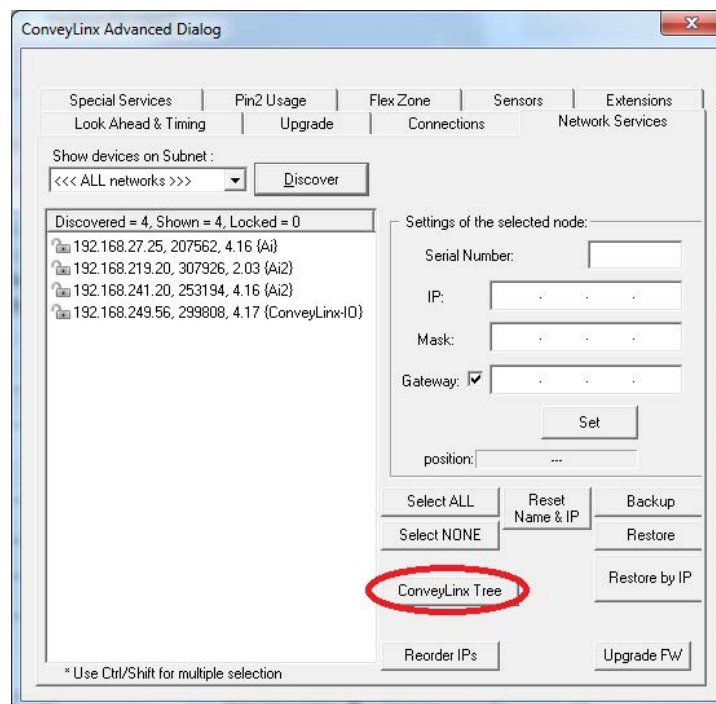 ConveyLinx Advanced Dialog
X
Special Services
Pin2 Usage
Flex Zone
Sensors
Extensions
Look Ahead & Timing
Upgrade
Connections
Network Services
Show devices on Subnet :
<<< ALL networks >>>
Discover
Discovered = 4, Shown = 4, Locked = 0
192.168.27.25, 207562, 4.16 {Ai}
192.168.219.20, 307926, 2.03 {Ai2}
192.168.241.20, 253194, 4.16 {Ai2}
192.168.249.56, 299808, 4.17 {ConveyLinx-IO}
* Use Ctrl/Shift for multiple selection
Settings of the selected node:
Serial Number:
IP:
Mask:
Gateway:
Set
position:
---
Select ALL
Reset
Name & IP
Backup
Select NONE
Restore
ConveyLinx Tree
Restore by IP
Reorder IPs
Upgrade FW